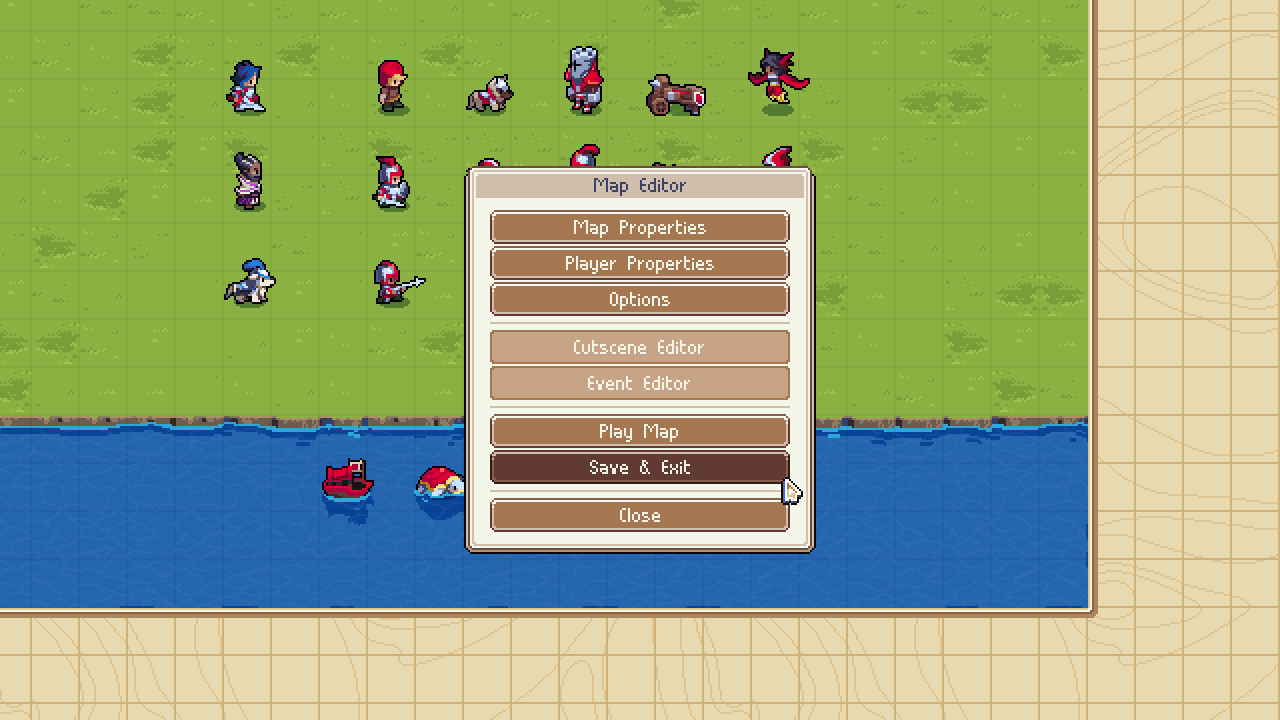 Map Editor
Map Properties
Player Properties
Options
Cutscene Editor
Event Editor
Play Map
Save & Exit
Close